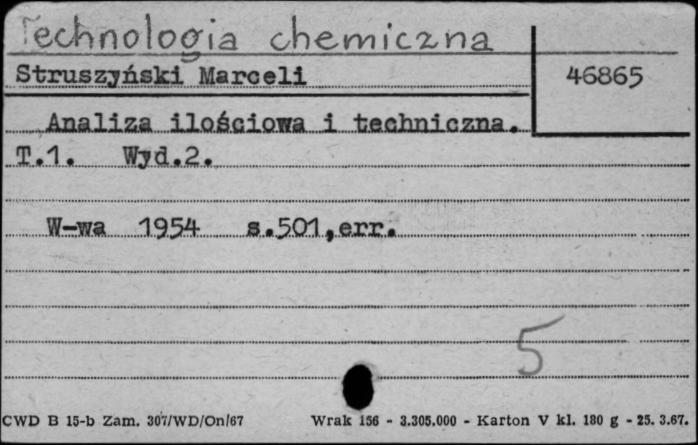 Technologia chemiczna
Struszyński Marceli
46865
Analiza ilościowa i techniczna.
T.1. Wyd.2.
W-wa 1954 s.501,err.
5
CWD B 15-b Zam. 307/WD/On/67 Wrak 156 - 3.305.000 - Karton V kl. 180 g - 25. 3.67.